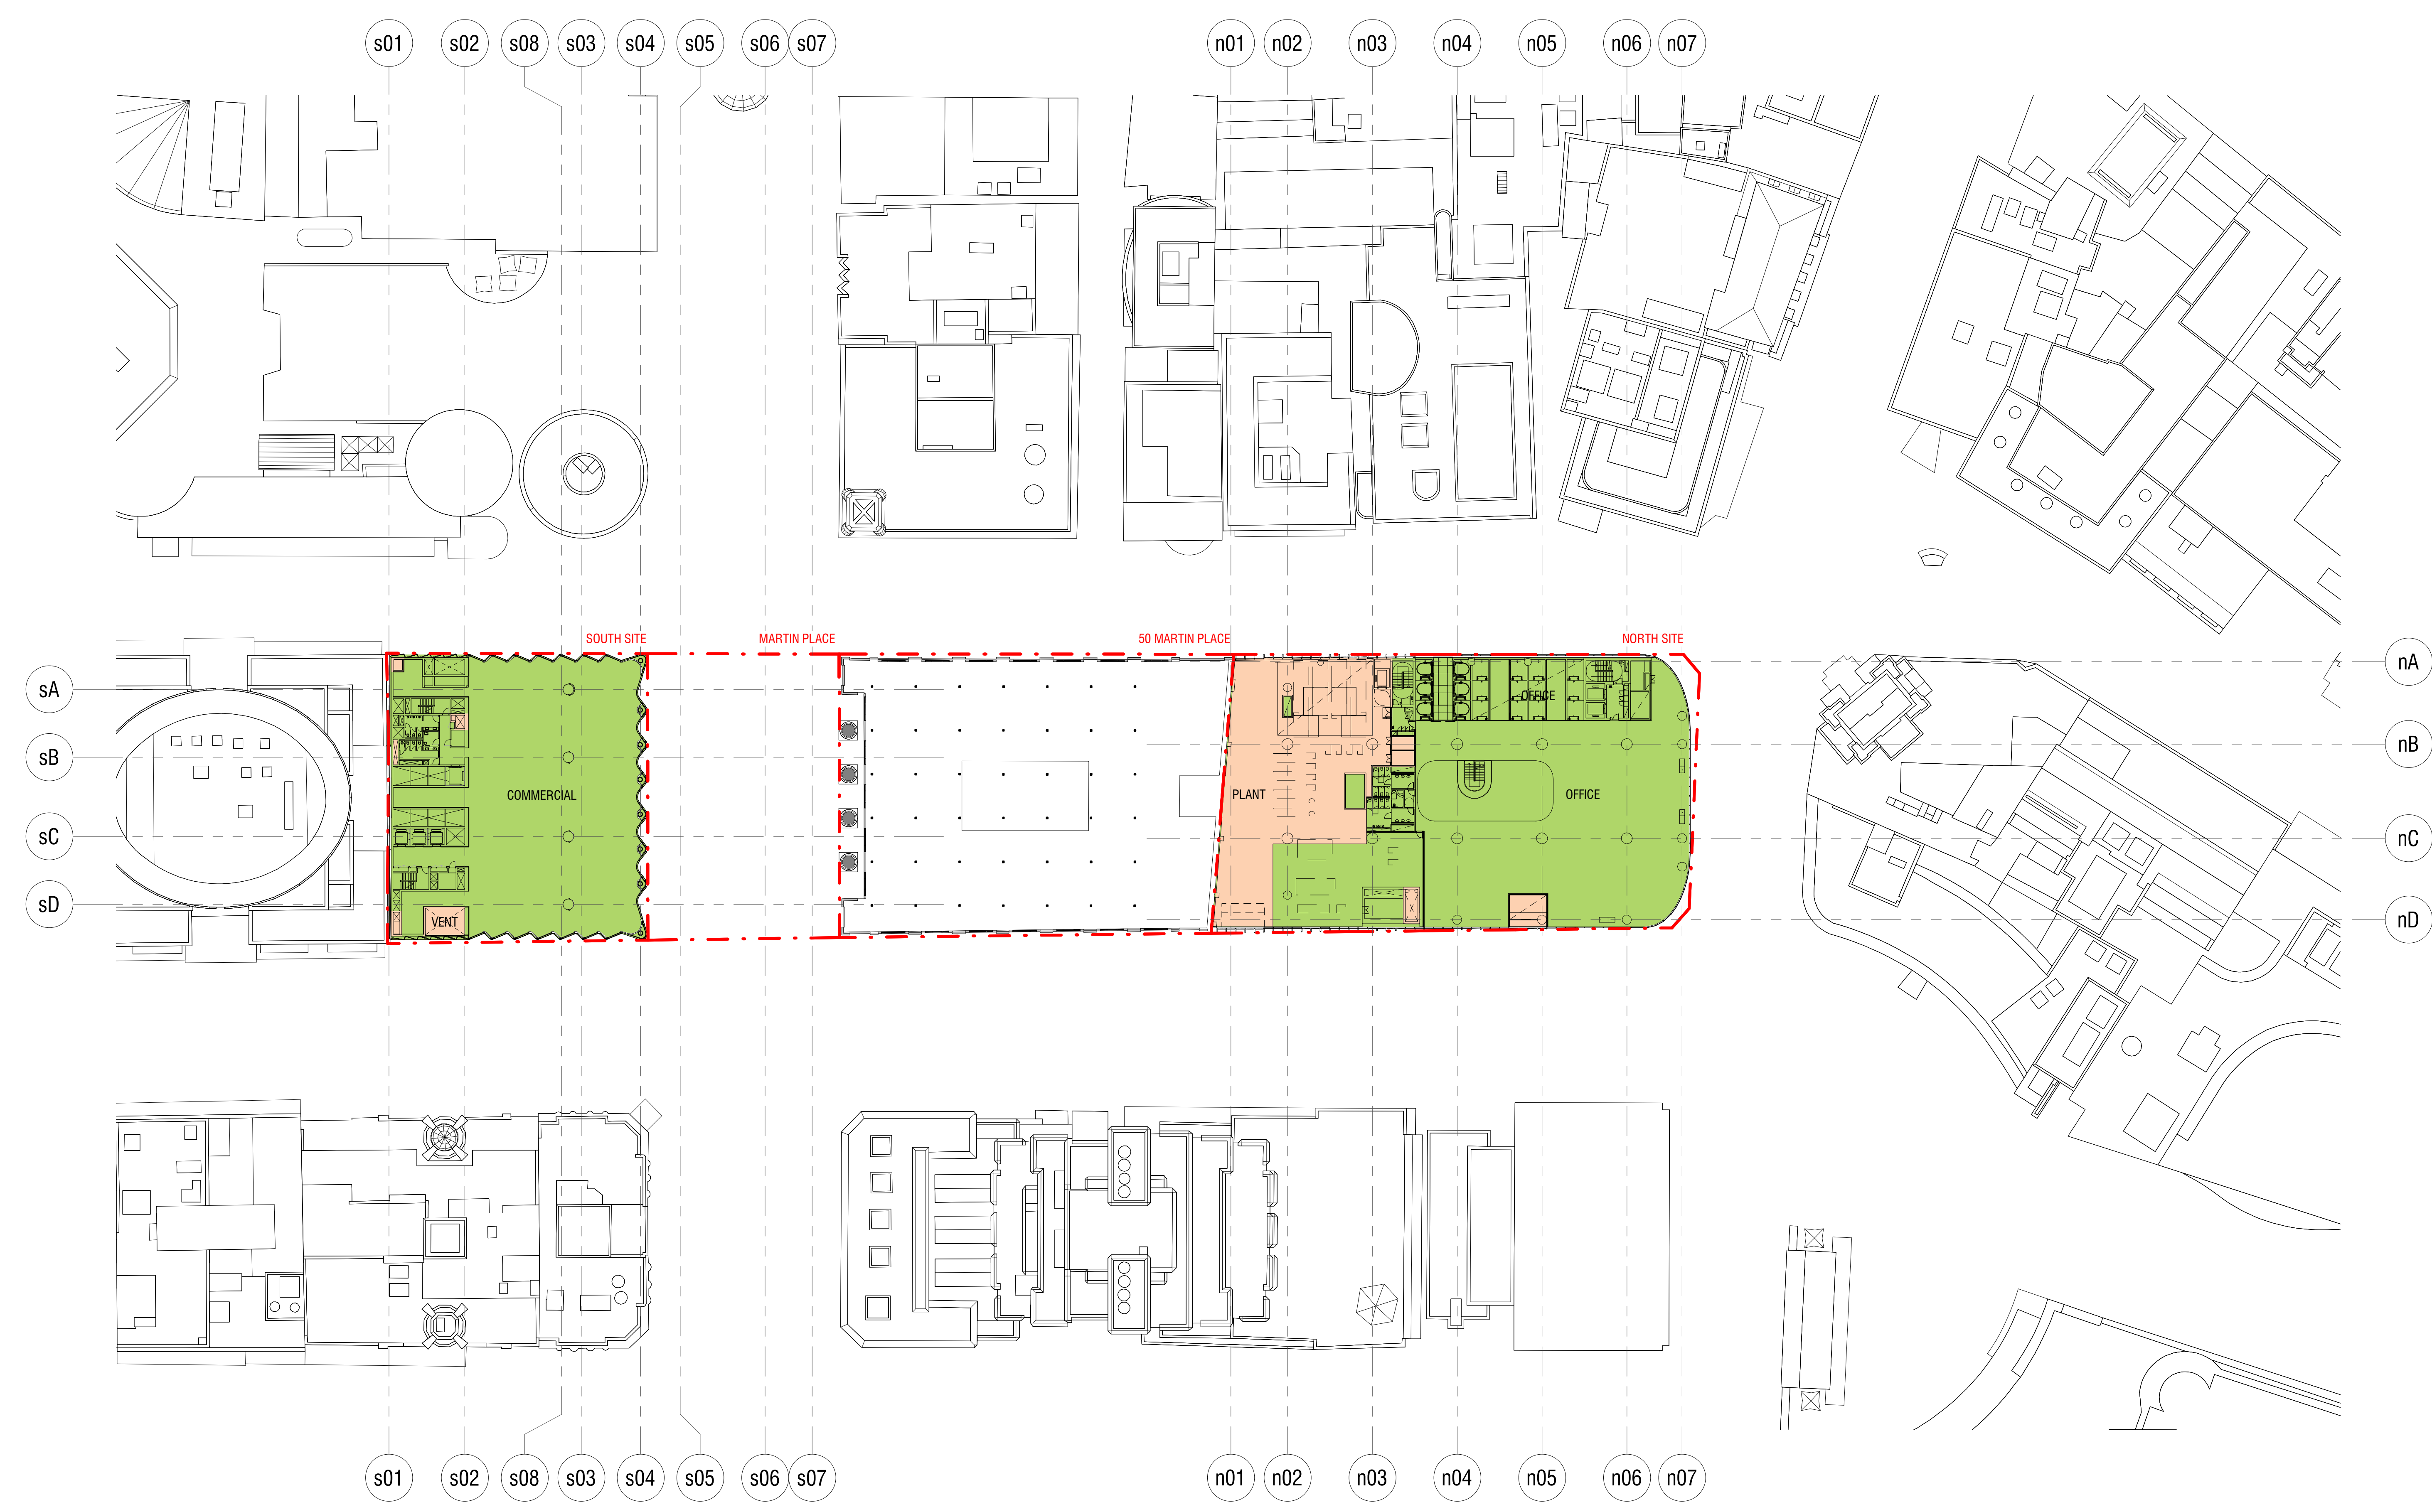 s01 s02 s08 s03 s04 s05 s06 s07 n01 n02 n03 n04 n05 n06 n07
SOUTH SITE MARTIN PLACE 50 MARTIN PLACE NORTH SITE
nA
sA
OFFICE
nB
sB
COMMERCIAL PLANT OFFICE
sC
nC
sD
nD
VENT
s01 s02 s08 s03 s04 s05 s06 s07 n01 n02 n03 n04 n05 n06 n07